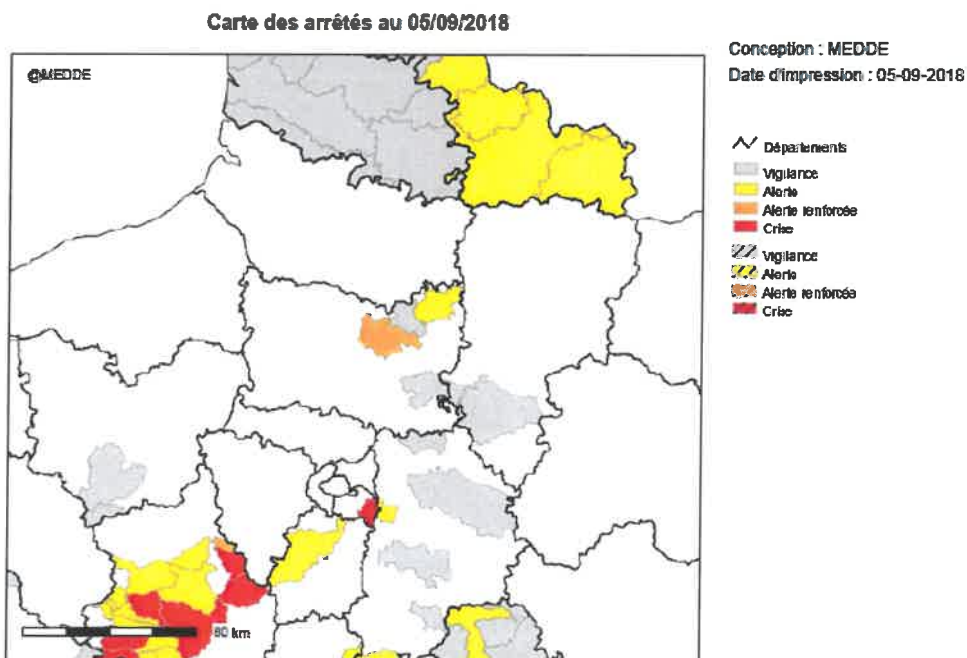 Carte des arrêtés au 05/09/2018
@MEDDE
Conception : MEDDE
Date d'impression : 05-09-2018
Départements
Vigilance
Alerte
Alerte renforcée
Crise
Vigilance
Alerte
Alerte renforcée
Crise
80 km